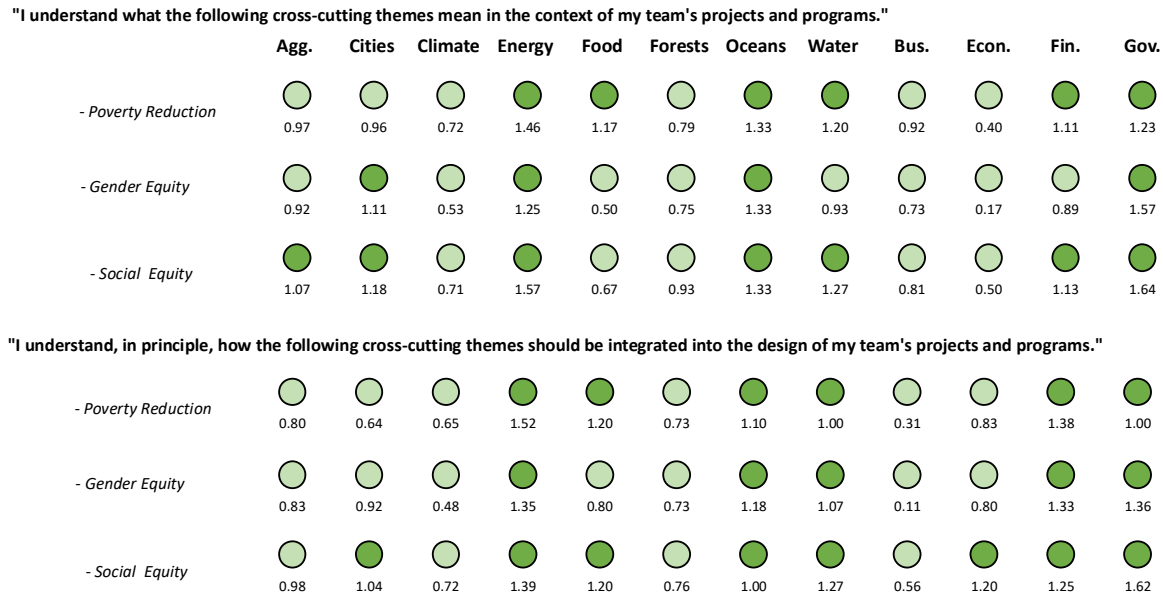 "I understand what the following cross-cutting themes mean in the context of my team's projects and programs."
Agg. Cities Climate Energy Food Forests Oceans Water Bus. Econ. Fin. Gov.
- Poverty Reduction
0.97 0.96 0.72 1.46 1.17 0.79 1.33 1.20 0.92 0.40 1.11 1.23
- Gender Equity
0.92 1.11 0.53 1.25 0.50 0.75 1.33 0.93 0.73 0.17 0.89 1.57
- Social Equity
1.07 1.18 0.71 1.57 0.67 0.93 1.33 1.27 0.81 0.50 1.13 1.64
"I understand, in principle, how the following cross-cutting themes should be integrated into the design of my team's projects and programs."
- Poverty Reduction
0.80 0.64 0.65 1.52 1.20 0.73 1.10 1.00 0.31 0.83 1.38 1.00
- Gender Equity
0.83 0.92 0.48 1.35 0.80 0.73 1.18 1.07 0.11 0.80 1.33 1.36
- Social Equity
0.98 1.04 0.72 1.39 1.20 0.76 1.00 1.27 0.56 1.20 1.25 1.62